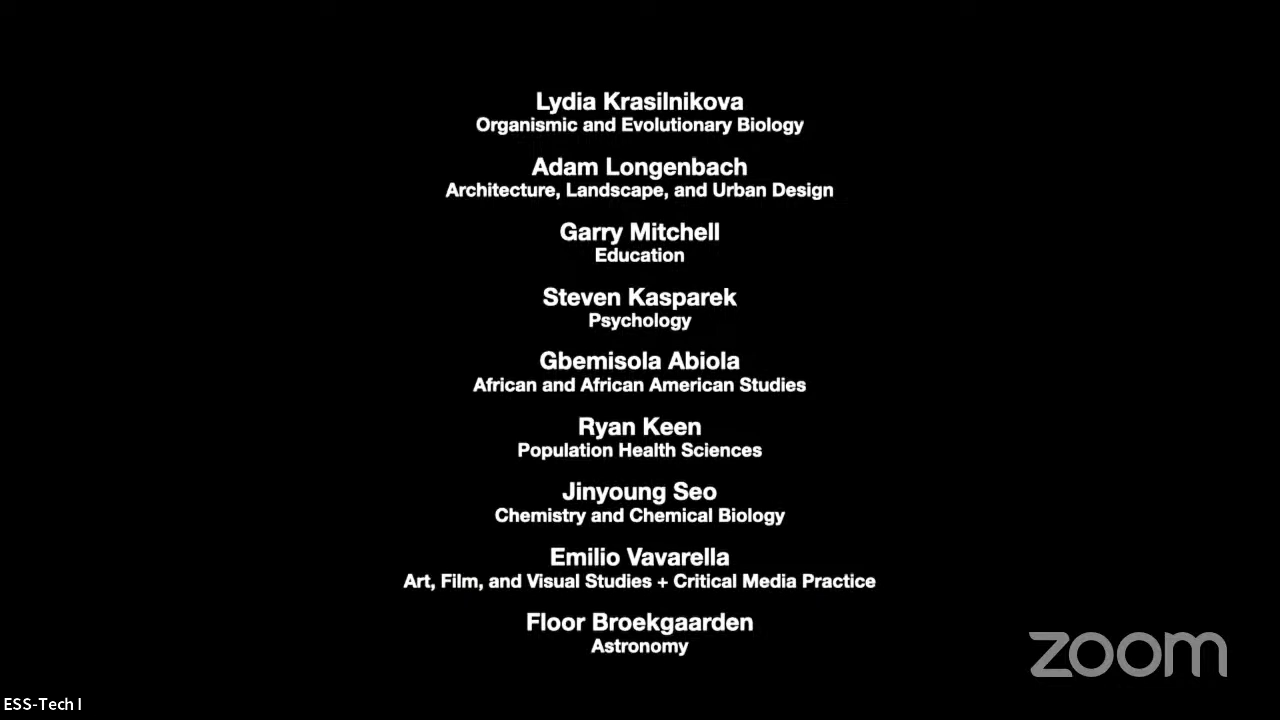 Lydia Krasilnikova
Organismic and Evolutionary Biology
Adam Longenbach
Architecture, Landscape, and Urban Design
Garry Mitchell
Education
Steven Kasparek
Psychology
Gbemisola Abiola
African and African American Studies
Ryan Keen
Population Health Sciences
Jinyoung Seo
Chemistry and Chemical Biology
Emilio Vavarella
Art, Film, and Visual Studies + Critical Media Practice
Floor Broekgaarden
Astronomy
zoom
ESS-Tech I